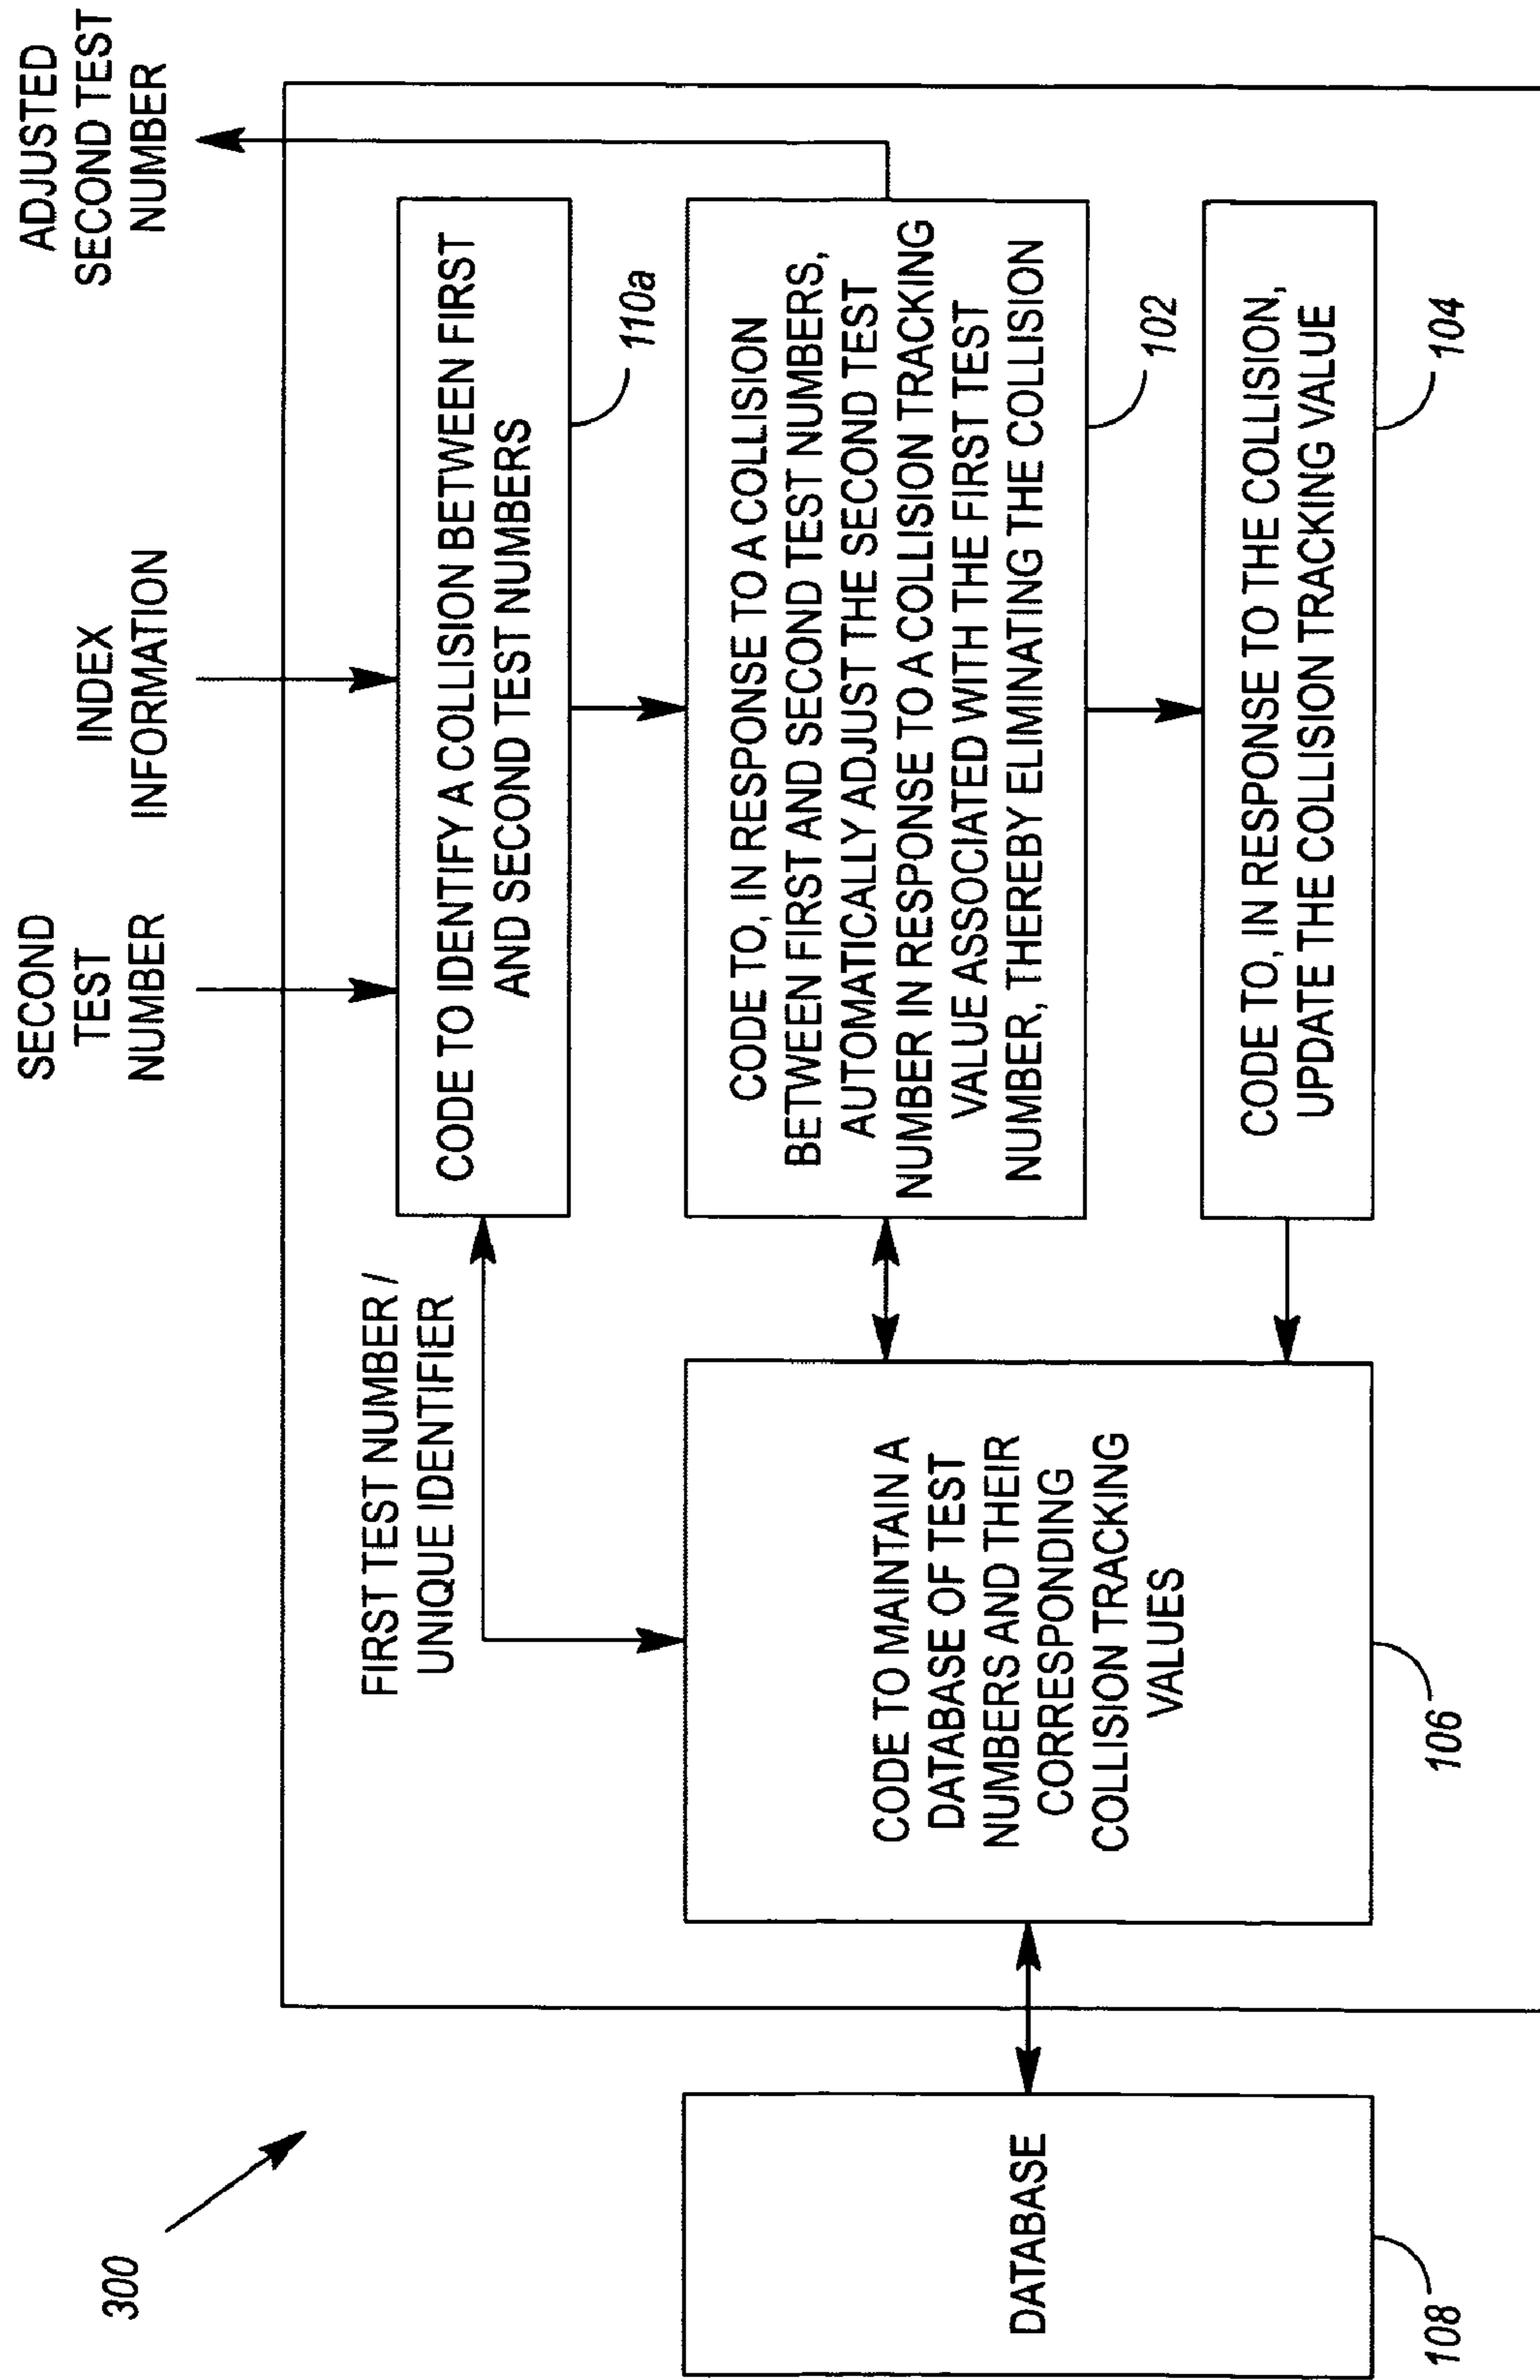 300
SECOND
TEST
NUMBER
INDEX
INFORMATION
ADJUSTED
SECOND TEST
NUMBER
FIRST TEST NUMBER /
UNIQUE IDENTIFIER
CODE TO IDENTIFY A COLLISION BETWEEN FIRST
AND SECOND TEST NUMBERS
110a
DATABASE
108
CODE TO MAINTAIN A
DATABASE OF TEST
NUMBERS AND THEIR
CORRESPONDING
COLLISION TRACKING
VALUES
106
CODE TO, IN RESPONSE TO A COLLISION
BETWEEN FIRST AND SECOND TEST NUMBERS,
AUTOMATICALLY ADJUST THE SECOND TEST
NUMBER IN RESPONSE TO A COLLISION TRACKING
VALUE ASSOCIATED WITH THE FIRST TEST
NUMBER, THEREBY ELIMINATING THE COLLISION
102
CODE TO, IN RESPONSE TO THE COLLISION,
UPDATE THE COLLISION TRACKING VALUE
104